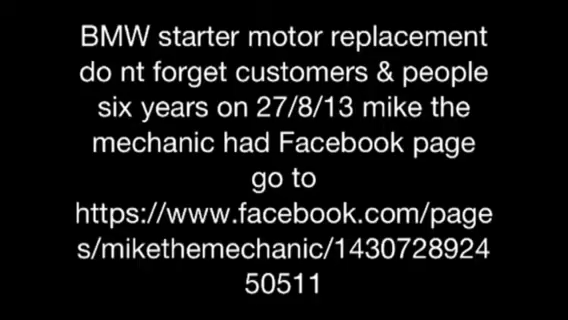 BMW starter motor replacement
do nt forget customers & people
six years on 27/8/13 mike the
mechanic had Facebook page
go to
https://www.facebook.com/page
s/mikethemechanic/1430728924
50511